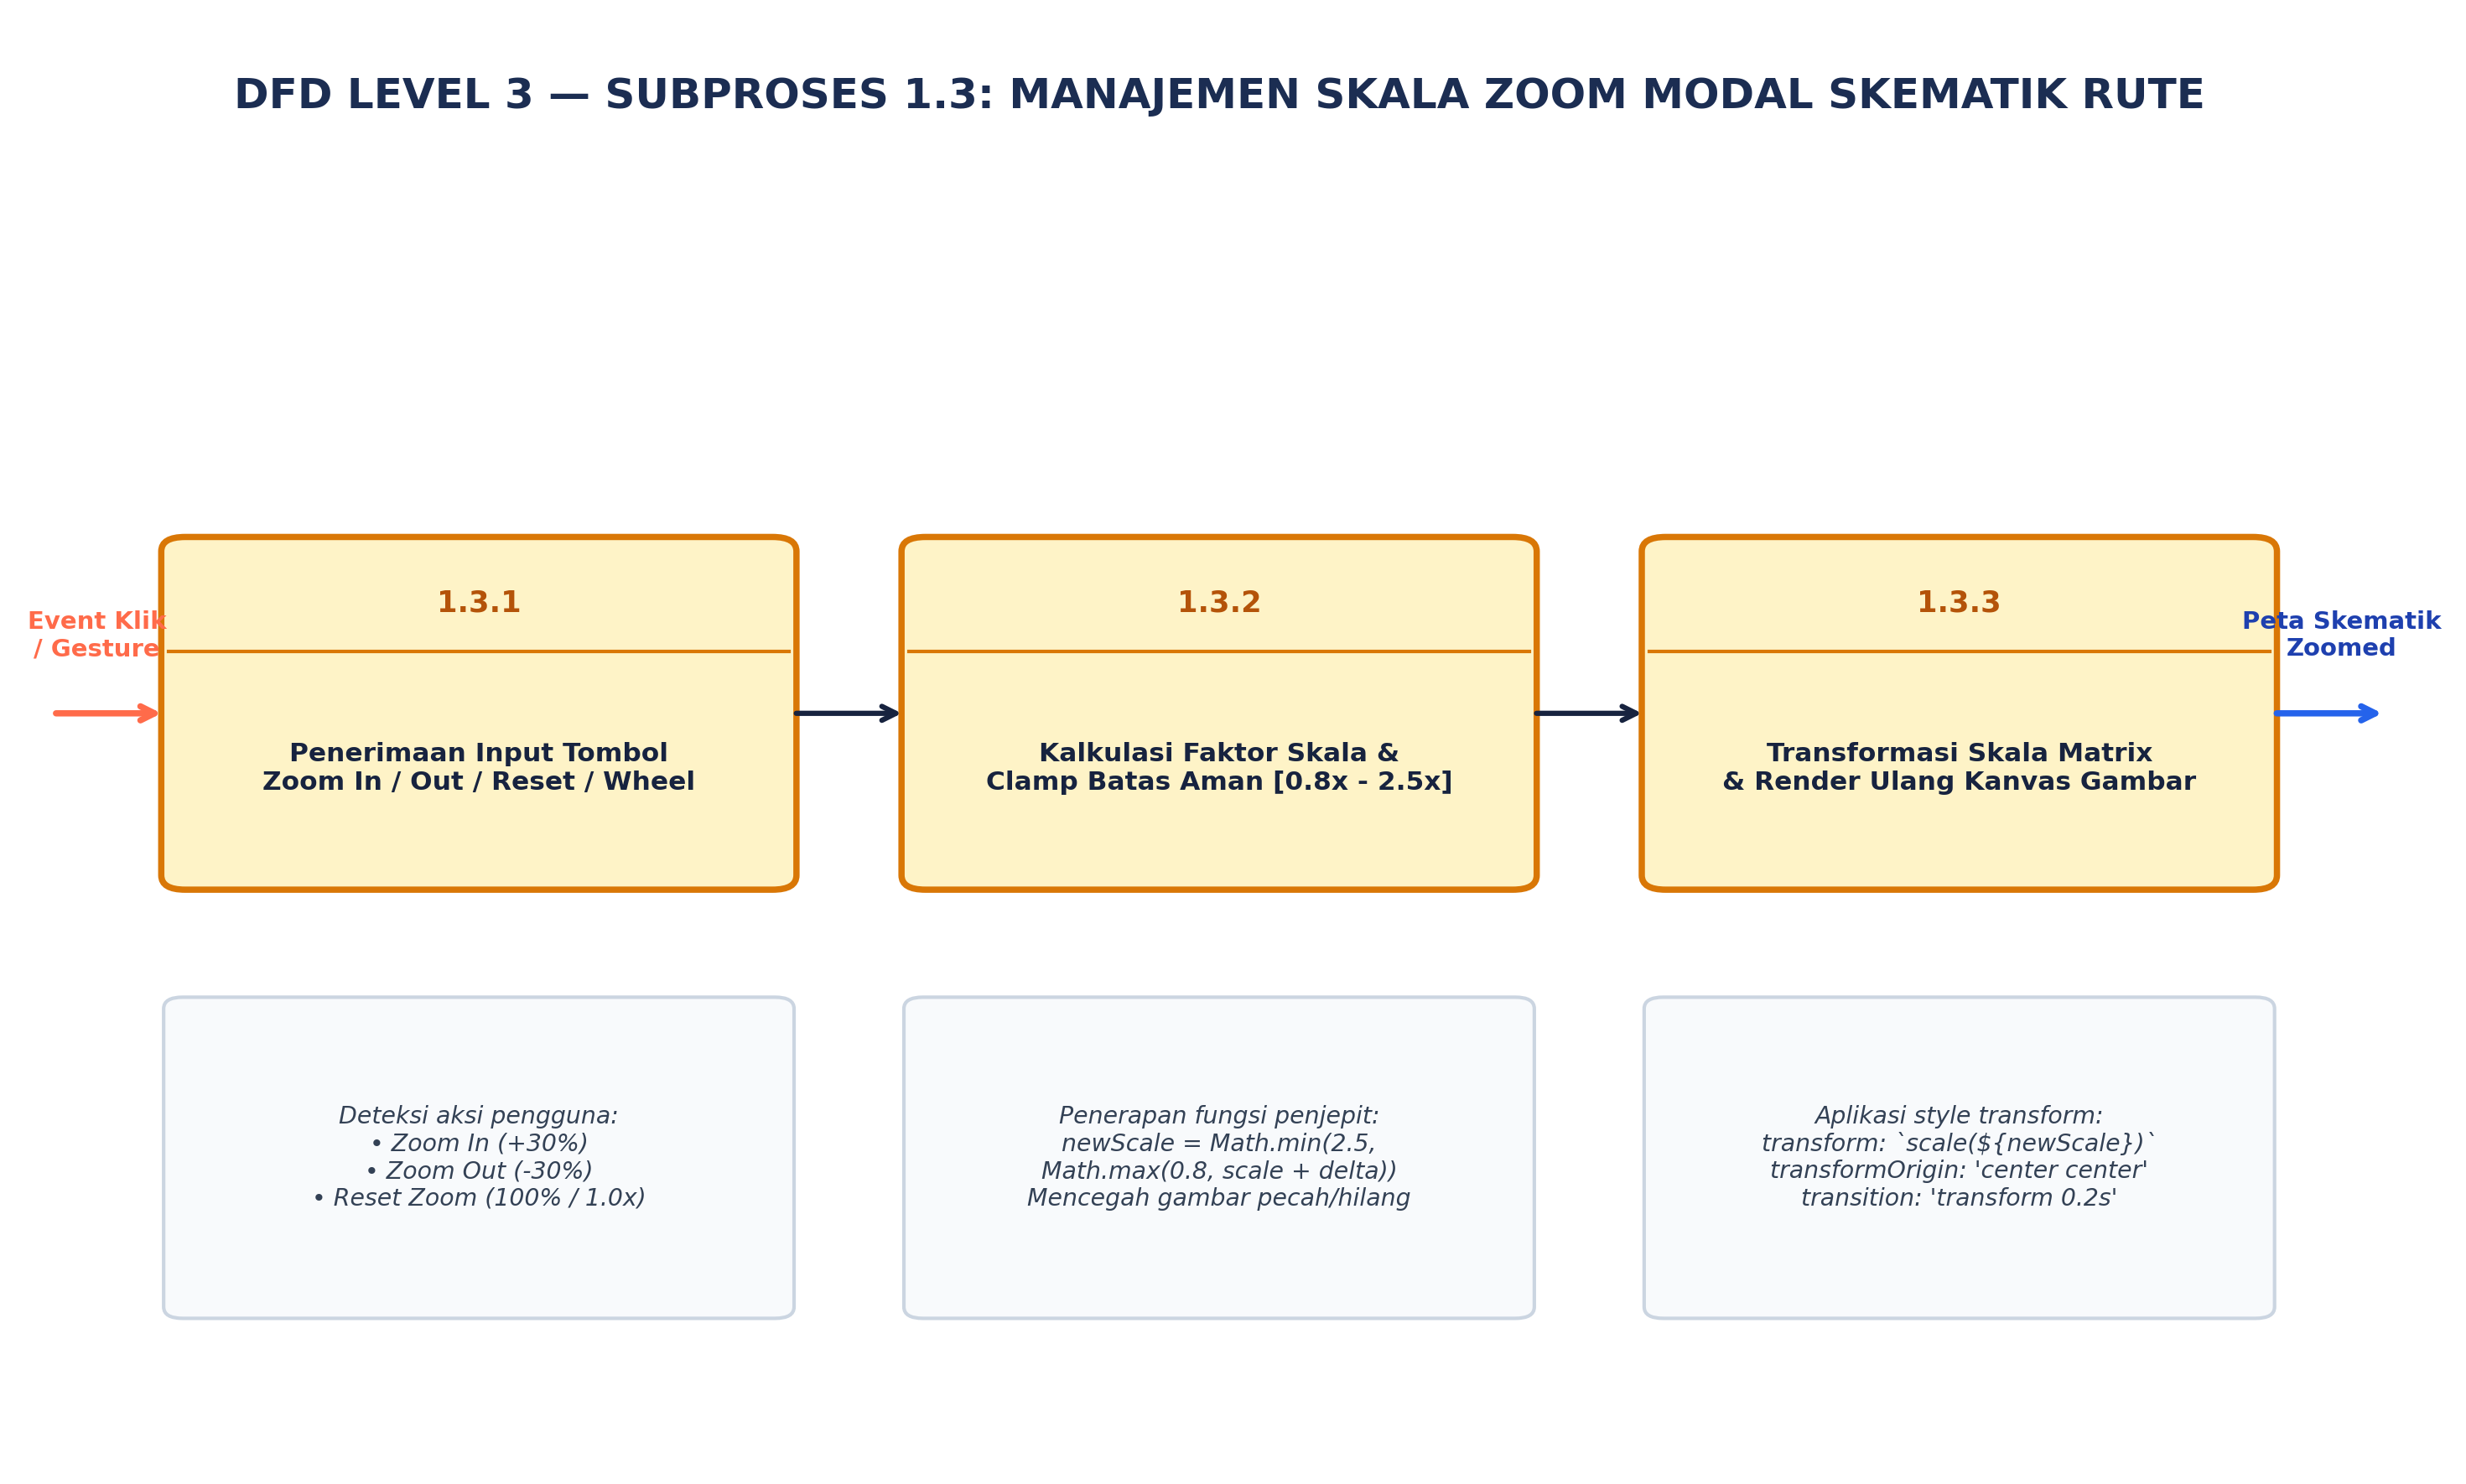 DFD LEVEL 3 — SUBPROSES 1.3: MANAJEMEN SKALA ZOOM MODAL SKEMATIK RUTE
Event Klik
/ Gesture
1.3.1
Penerimaan Input Tombol
Zoom In / Out / Reset / Wheel
1.3.2
Kalkulasi Faktor Skala &
Clamp Batas Aman [0.8x - 2.5x]
1.3.3
Transformasi Skala Matrix
& Render Ulang Kanvas Gambar
Peta Skematik
Zoomed
Deteksi aksi pengguna:
• Zoom In (+30%)
• Zoom Out (-30%)
• Reset Zoom (100% / 1.0x)
Penerapan fungsi penjepit:
newScale = Math.min(2.5,
Math.max(0.8, scale + delta))
Mencegah gambar pecah/hilang
Aplikasi style transform:
transform: `scale(${newScale})`
transformOrigin: 'center center'
transition: 'transform 0.2s'